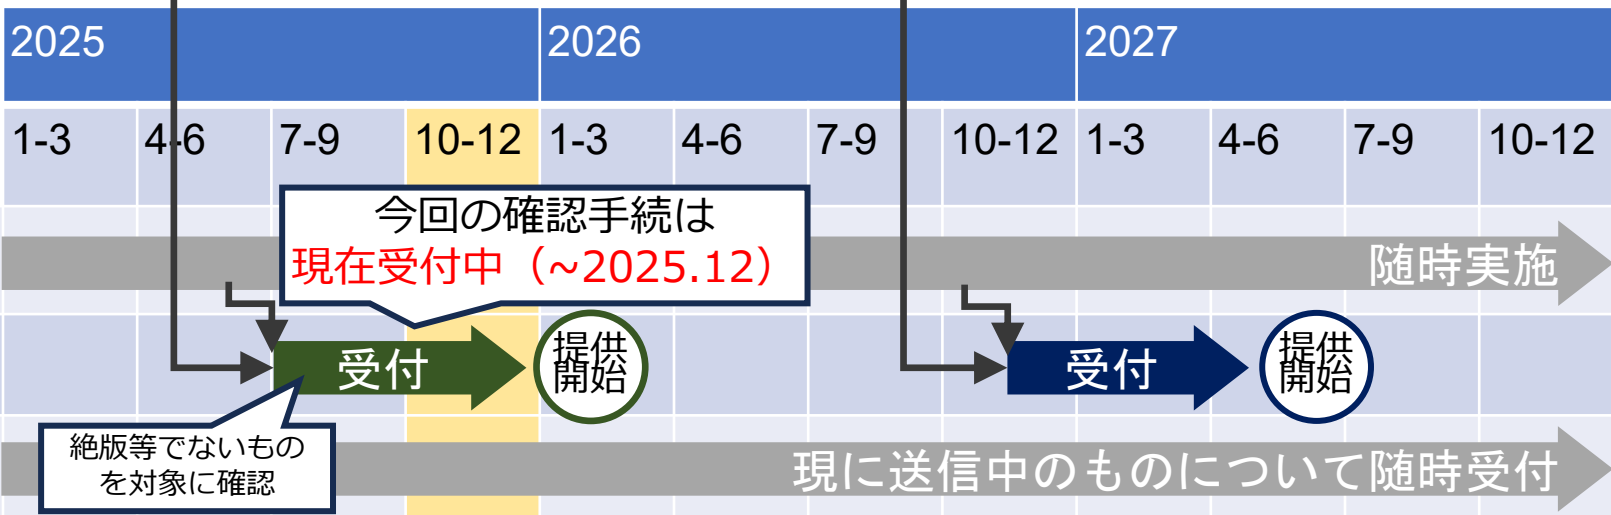 2025 2026 2027
1-3 4-6 7-9 10-12 1-3 4-6 7-9 10-12 1-3 4-6 7-9 10-12
今回の確認手続は
現在受付中（~2025.12）
随時実施
受付
提供
開始
受付
提供
開始
絶版等でないもの
を対象に確認
現に送信中のものについて随時受付